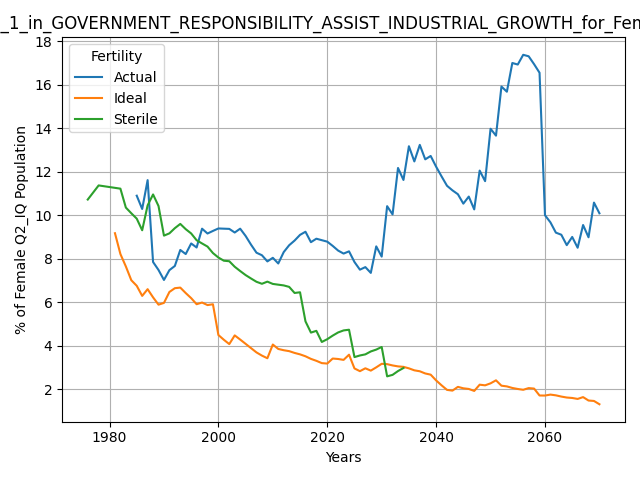 _1_in_GOVERNMENT_RESPONSIBILITY_ASSIST_INDUSTRIAL_GROWTH_for_Fem
Fertility
Actual
Ideal
Sterile
% of Female Q2_IQ Population
18
16
14
12
10
8
6
4
2
1980 2000 2020 2040 2060
Years